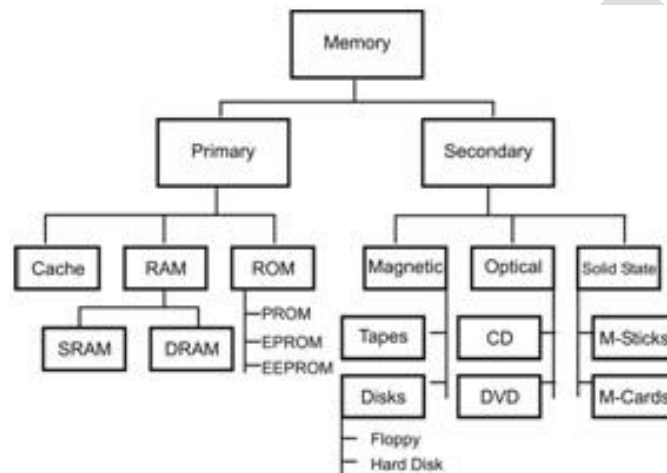 Memory
Primary
Secondary
Cache
RAM
ROM
Magnetic
Optical
Solid State
SRAM
DRAM
PROM
EPROM
EEPROM
Tapes
CD
M-Sticks
Disks
DVD
M-Cards
Floppy
Hard Disk